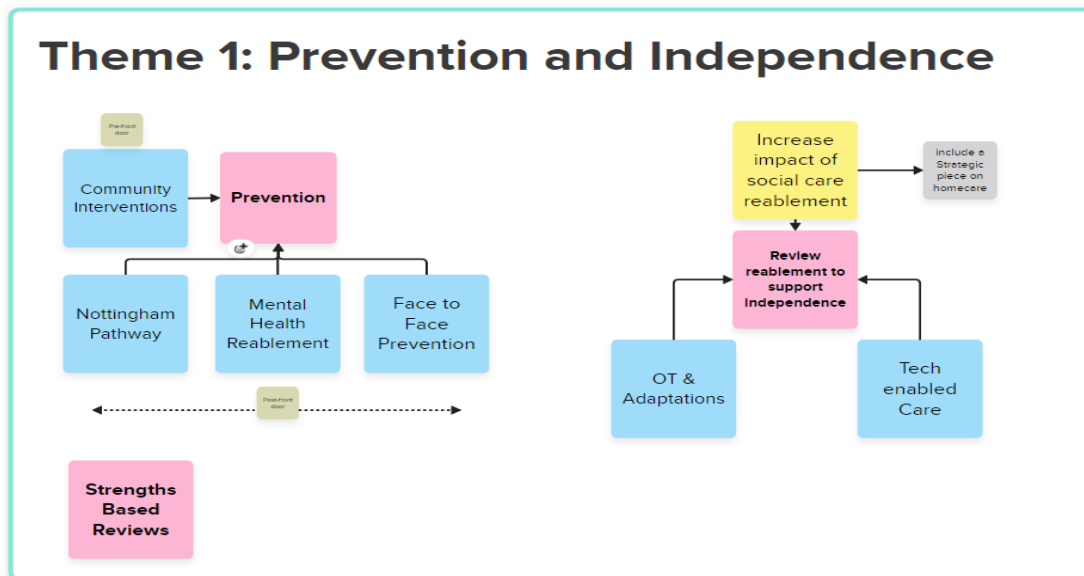 Theme 1: Prevention and Independence
Pre-front
door
Community
Interventions
Prevention
Nottingham
Pathway
Mental
Health
Reablement
Face to
Face
Prevention
Post-front
door
Strengths
Based
Reviews
Increase
impact of
social care
reablement
include a
Strategic
piece on
homecare
Review
reablement to
support
independence
OT &
Adaptations
Tech
enabled
Care